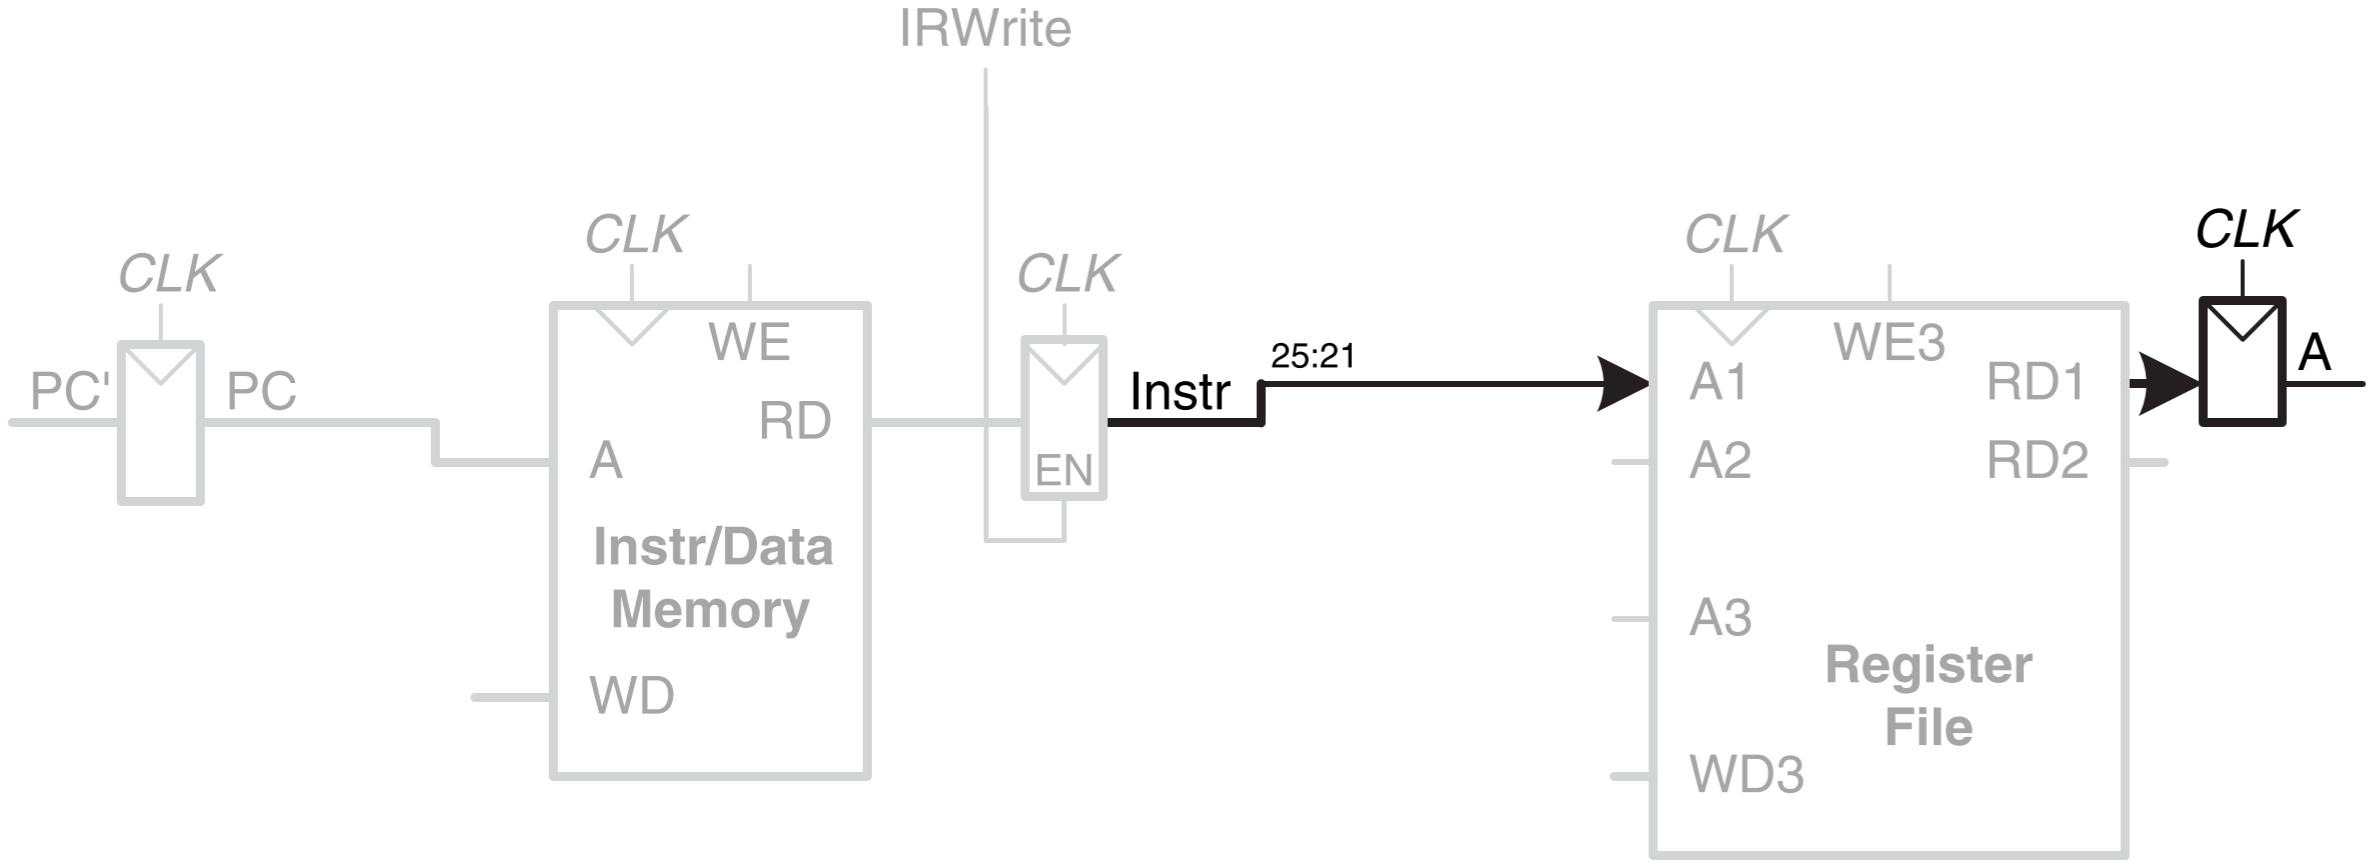 IRWrite
CLK
CLK
CLK
CLK
CLK
PC'
PC
WE
RD
A
Instr/Data
Memory
WD
EN
Instr
25:21
A1
A2
A3
WD3
WE3
RD1
RD2
Register
File
A